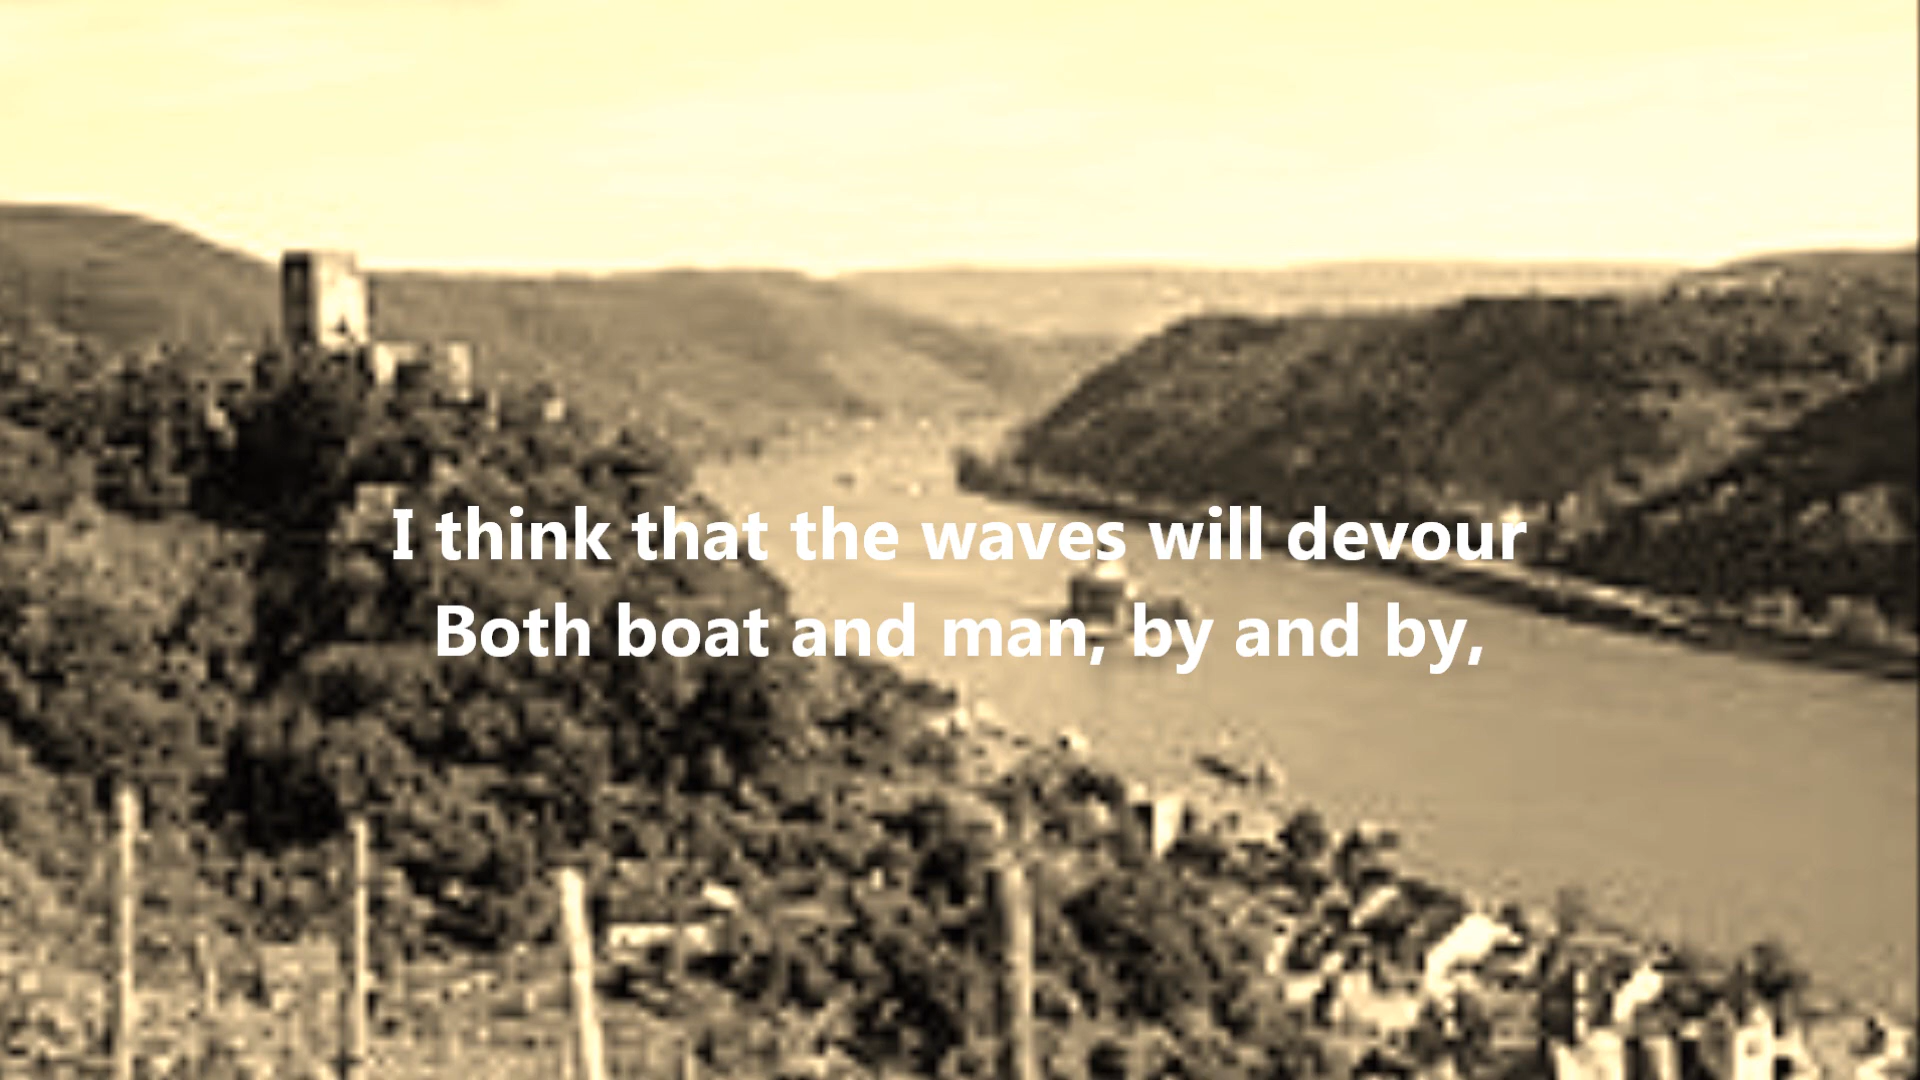 I think that the waves will devour
Both boat and man, by and by,